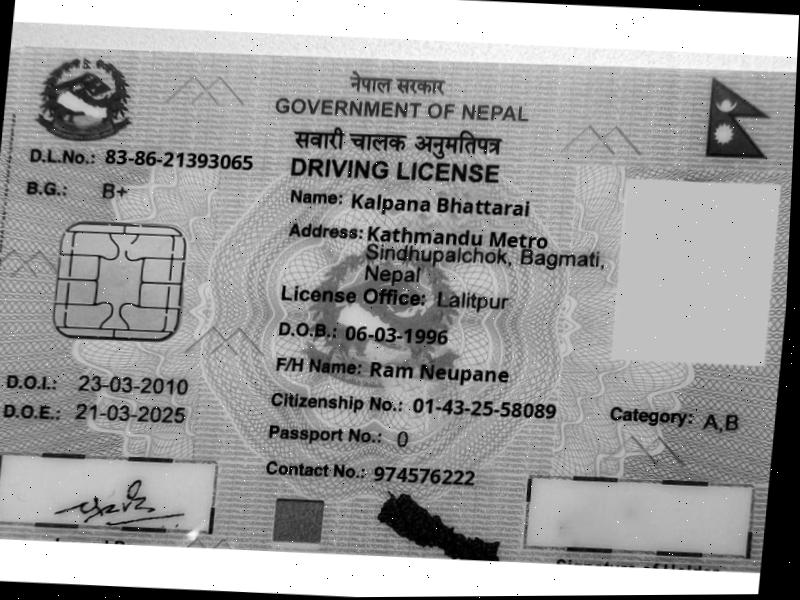 नेपाल सरकार
GOVERNMENT OF NEPAL
सवारी चालक अनुमतिपत्र
DRIVING LICENSE
D.L.No.: 83-86-21393065
B.G.: B+
Name: Kalpana Bhattarai
Address: Kathmandu Metro
Sindhupalchok, Bagmati,
Nepal
License Office: Lalitpur
D.O.B.: 06-03-1996
F/H Name: Ram Neupane
D.O.I.: 23-03-2010
D.O.E.: 21-03-2025
Citizenship No.: 01-43-25-58089
Category: A,B
Passport No.: 0
Contact No.: 974576222